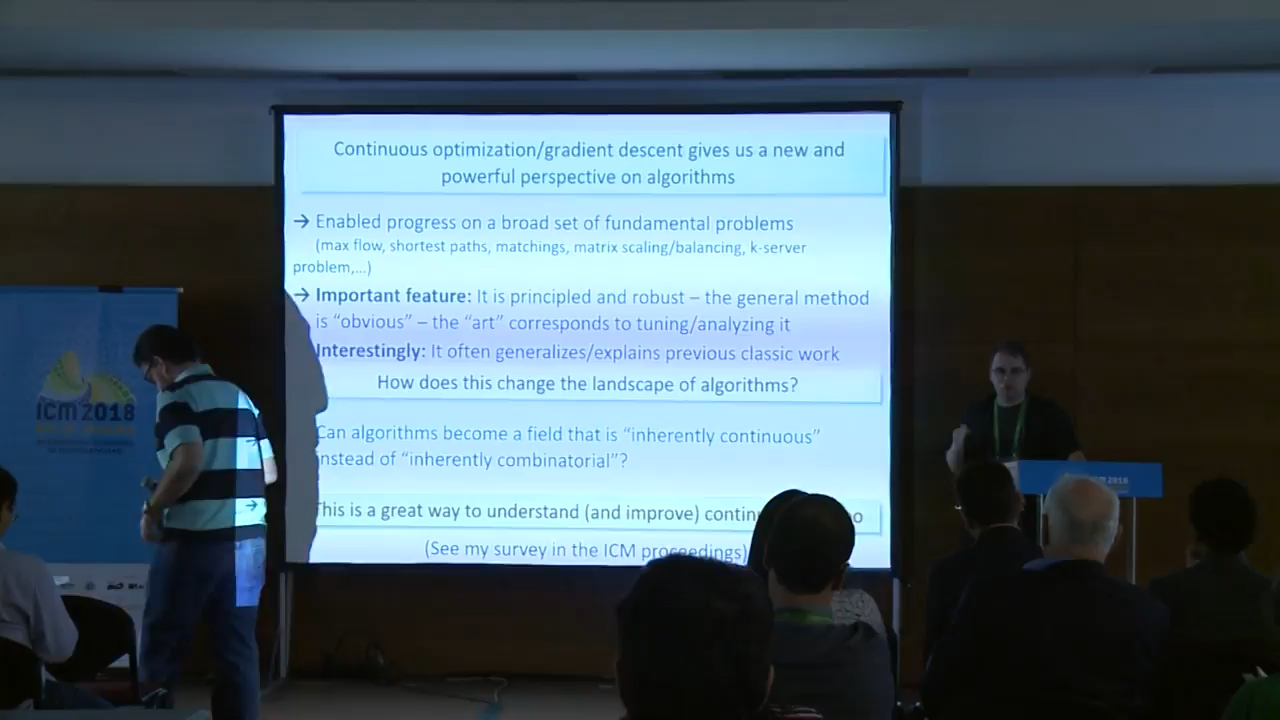 Continuous optimization/gradient descent gives us a new and
powerful perspective on algorithms
→ Enabled progress on a broad set of fundamental problems
(max flow, shortest paths, matchings, matrix scaling/balancing, k-server
problem,...)
→ Important feature: It is principled and robust – the general method
is “obvious” – the “art” corresponds to tuning/analyzing it
Interestingly: It often generalizes/explains previous classic work
How does this change the landscape of algorithms?
→ Can algorithms become a field that is “inherently continuous”
instead of “inherently combinatorial”?
→ This is a great way to understand (and improve)
(See my survey in the ICM proceedings)
ICM 2018
ICM 2018